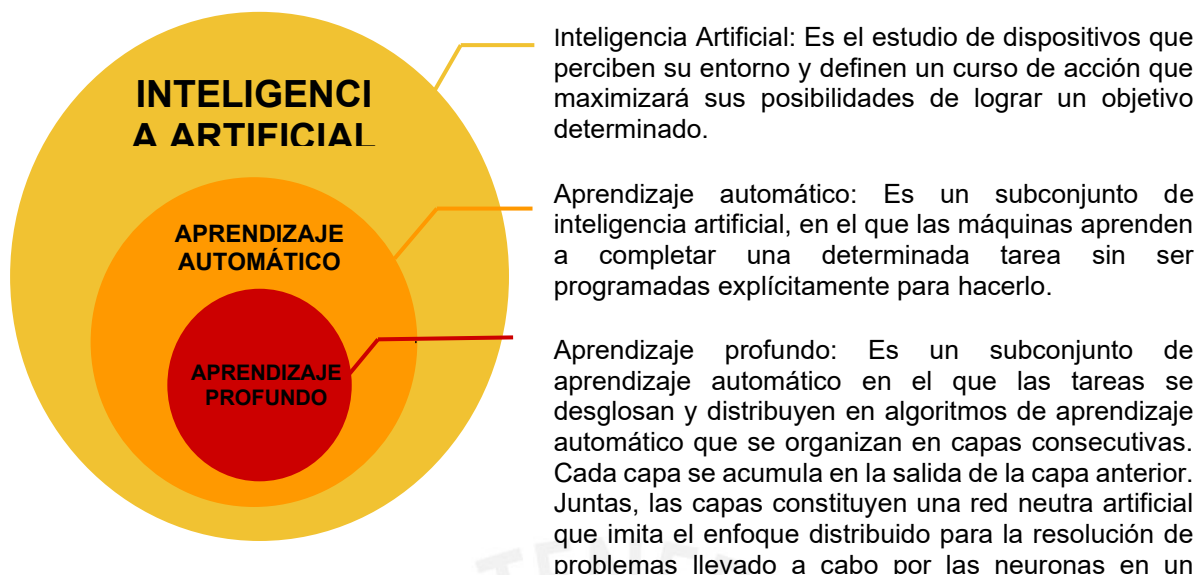 INTELIGENCI
A ARTIFICIAL
APRENDIZAJE
AUTOMÁTICO
APRENDIZAJE
PROFUNDO
Inteligencia Artificial: Es el estudio de dispositivos que
perciben su entorno y definen un curso de acción que
maximizará sus posibilidades de lograr un objetivo
determinado.
Aprendizaje automático: Es un subconjunto de
inteligencia artificial, en el que las máquinas aprenden
a completar una determinada tarea sin ser
programadas explícitamente para hacerlo.
Aprendizaje profundo: Es un subconjunto de
aprendizaje automático en el que las tareas se
desglosan y distribuyen en algoritmos de aprendizaje
automático que se organizan en capas consecutivas.
Cada capa se acumula en la salida de la capa anterior.
Juntas, las capas constituyen una red neutra artificial
que imita el enfoque distribuido para la resolución de
problemas llevado a cabo por las neuronas en un